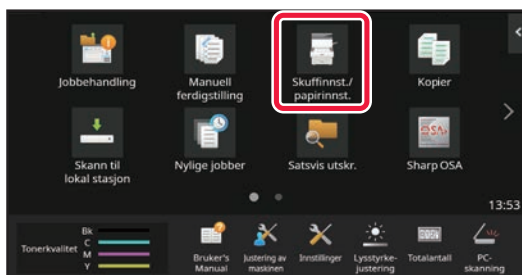 Jobbehandling
Manuell
ferdigstilling
Skuffinnst./
papirinnst.
Kopier
Skann til
lokal stasjon
Nylige jobber
Satsvis utskr.
Sharp OSA
13:53
Tonerkvalitet
Bk
C
M
Y
Bruker's
Manual
Justering av
maskinen
Innstillinger
Lysstyrke-
justering
Totalantall
PC-
skanning